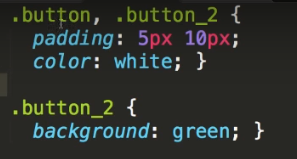 .button, .button_2 {
padding: 5px 10px;
color: white; }
.button_2 {
background: green; }